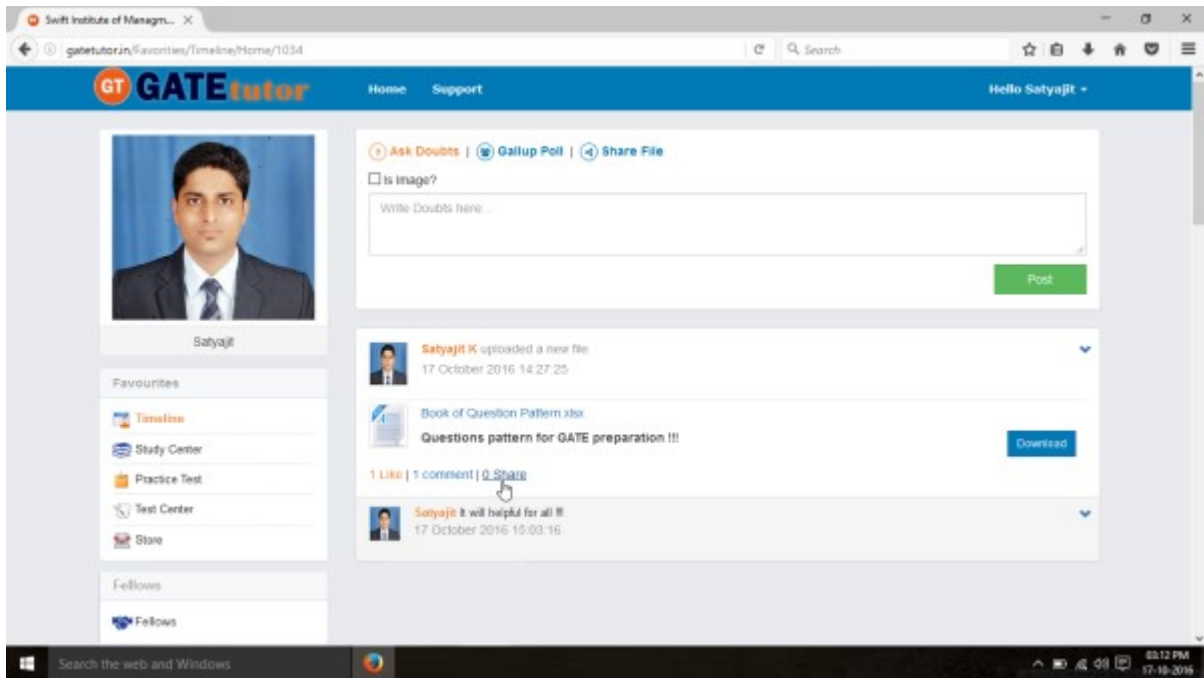 Swift Institute of Managm...
gatetutor.in/Favorities/Timeline/Home/1034
Search
GT GATEtutor
Home Support
Hello Satyajit
Ask Doubts | Gallup Poll | Share File
Is Image?
Write Doubts here...
Post
Satyajit
Satyajit K uploaded a new file.
17 October 2016 14:27:25
Favourites
Timeline
Study Center
Practice Test
Test Center
Store
Book of Question Pattern.xlsx
Questions pattern for GATE preparation !!!
Download
1 Like | 1 comment | 0 Share
Satyajit It will helpful for all !!!
17 October 2016 15:03:16
Fellows
Fellows
Search the web and Windows
03:12 PM
17-10-2016